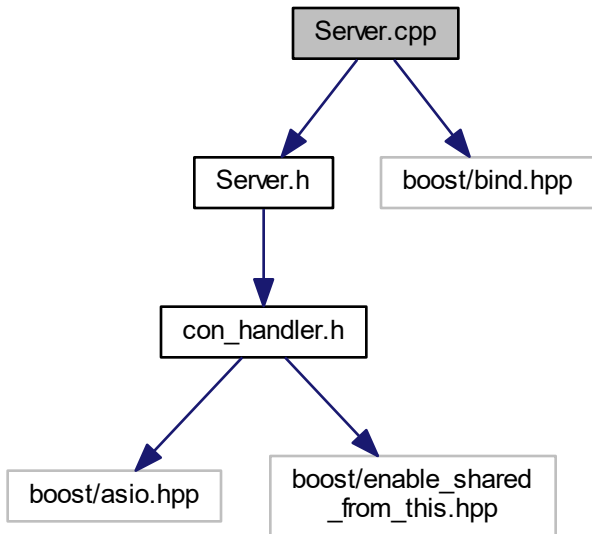 Server.cpp
Server.h
boost/bind.hpp
con_handler.h
boost/asio.hpp
boost/enable_shared
_from_this.hpp